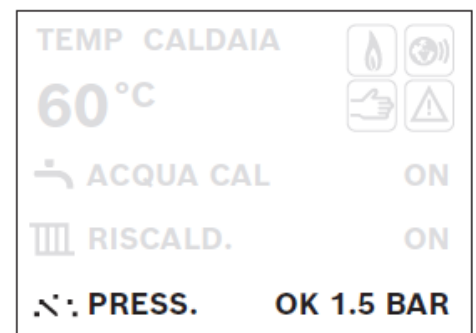 TEMP CALDAIA
60°C
ACQUA CAL ON
RISCALD. ON
PRESS. OK 1.5 BAR